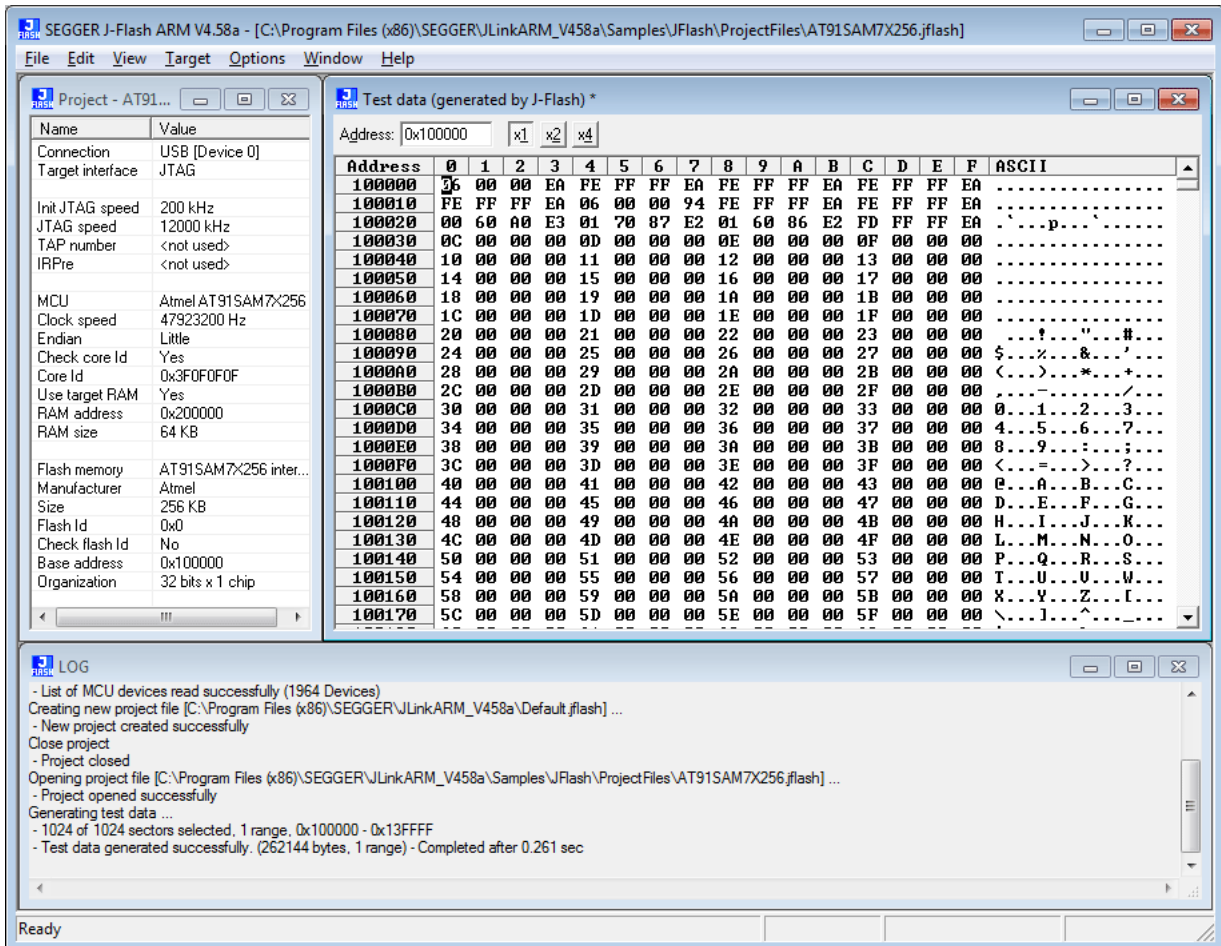 SEGGER J-Flash ARM V4.58a - [C:\Program Files (x86)\SEGGER\JLinkARM_V458a\Samples\JFlash\ProjectFiles\AT91SAM7X256.jflash]
File Edit View Target Options Window Help
Project - AT91...
Name Value
Connection USB [Device 0]
Target interface JTAG
Init JTAG speed 200 kHz
JTAG speed 12000 kHz
TAP number <not used>
IRPre <not used>
MCU Atmel AT91SAM7X256
Clock speed 47923200 Hz
Endian Little
Check core Id Yes
Core Id 0x3F0F0F0F
Use target RAM Yes
RAM address 0x200000
RAM size 64 KB
Flash memory AT91SAM7X256 inter...
Manufacturer Atmel
Size 256 KB
Flash Id 0x0
Check flash Id No
Base address 0x100000
Organization 32 bits x 1 chip
Test data (generated by J-Flash) *
Address: 0x100000 x1 x2 x4
Address 0 1 2 3 4 5 6 7 8 9 A B C D E F ASCII
100000 06 00 00 EA FE FF FF EA FE FF FF EA FE FF FF EA ................
100010 FE FF FF EA 06 00 00 94 FE FF FF EA FE FF FF EA ................
100020 00 60 A0 E3 01 70 87 E2 01 60 86 E2 FD FF FF EA .`...p...`......
100030 0C 00 00 00 0D 00 00 00 0E 00 00 00 0F 00 00 00 ................
100040 10 00 00 00 11 00 00 00 12 00 00 00 13 00 00 00 ................
100050 14 00 00 00 15 00 00 00 16 00 00 00 17 00 00 00 ................
100060 18 00 00 00 19 00 00 00 1A 00 00 00 1B 00 00 00 ................
100070 1C 00 00 00 1D 00 00 00 1E 00 00 00 1F 00 00 00 ................
100080 20 00 00 00 21 00 00 00 22 00 00 00 23 00 00 00  ...!..."...#...
100090 24 00 00 00 25 00 00 00 26 00 00 00 27 00 00 00 $...%...&...'...
1000A0 28 00 00 00 29 00 00 00 2A 00 00 00 2B 00 00 00 (...)...*...+...
1000B0 2C 00 00 00 2D 00 00 00 2E 00 00 00 2F 00 00 00 ,...-......./...
1000C0 30 00 00 00 31 00 00 00 32 00 00 00 33 00 00 00 0...1...2...3...
1000D0 34 00 00 00 35 00 00 00 36 00 00 00 37 00 00 00 4...5...6...7...
1000E0 38 00 00 00 39 00 00 00 3A 00 00 00 3B 00 00 00 8...9...:...;...
1000F0 3C 00 00 00 3D 00 00 00 3E 00 00 00 3F 00 00 00 <...=...>...?...
100100 40 00 00 00 41 00 00 00 42 00 00 00 43 00 00 00 @...A...B...C...
100110 44 00 00 00 45 00 00 00 46 00 00 00 47 00 00 00 D...E...F...G...
100120 48 00 00 00 49 00 00 00 4A 00 00 00 4B 00 00 00 H...I...J...K...
100130 4C 00 00 00 4D 00 00 00 4E 00 00 00 4F 00 00 00 L...M...N...O...
100140 50 00 00 00 51 00 00 00 52 00 00 00 53 00 00 00 P...Q...R...S...
100150 54 00 00 00 55 00 00 00 56 00 00 00 57 00 00 00 T...U...V...W...
100160 58 00 00 00 59 00 00 00 5A 00 00 00 5B 00 00 00 X...Y...Z...[...
100170 5C 00 00 00 5D 00 00 00 5E 00 00 00 5F 00 00 00 \...]...^..._...
LOG
- List of MCU devices read successfully (1964 Devices)
Creating new project file [C:\Program Files (x86)\SEGGER\JLinkARM_V458a\Default.jflash] ...
- New project created successfully
Close project
- Project closed
Opening project file [C:\Program Files (x86)\SEGGER\JLinkARM_V458a\Samples\JFlash\ProjectFiles\AT91SAM7X256.jflash] ...
- Project opened successfully
Generating test data ...
- 1024 of 1024 sectors selected, 1 range, 0x100000 - 0x13FFFF
- Test data generated successfully. (262144 bytes, 1 range) - Completed after 0.261 sec
Ready